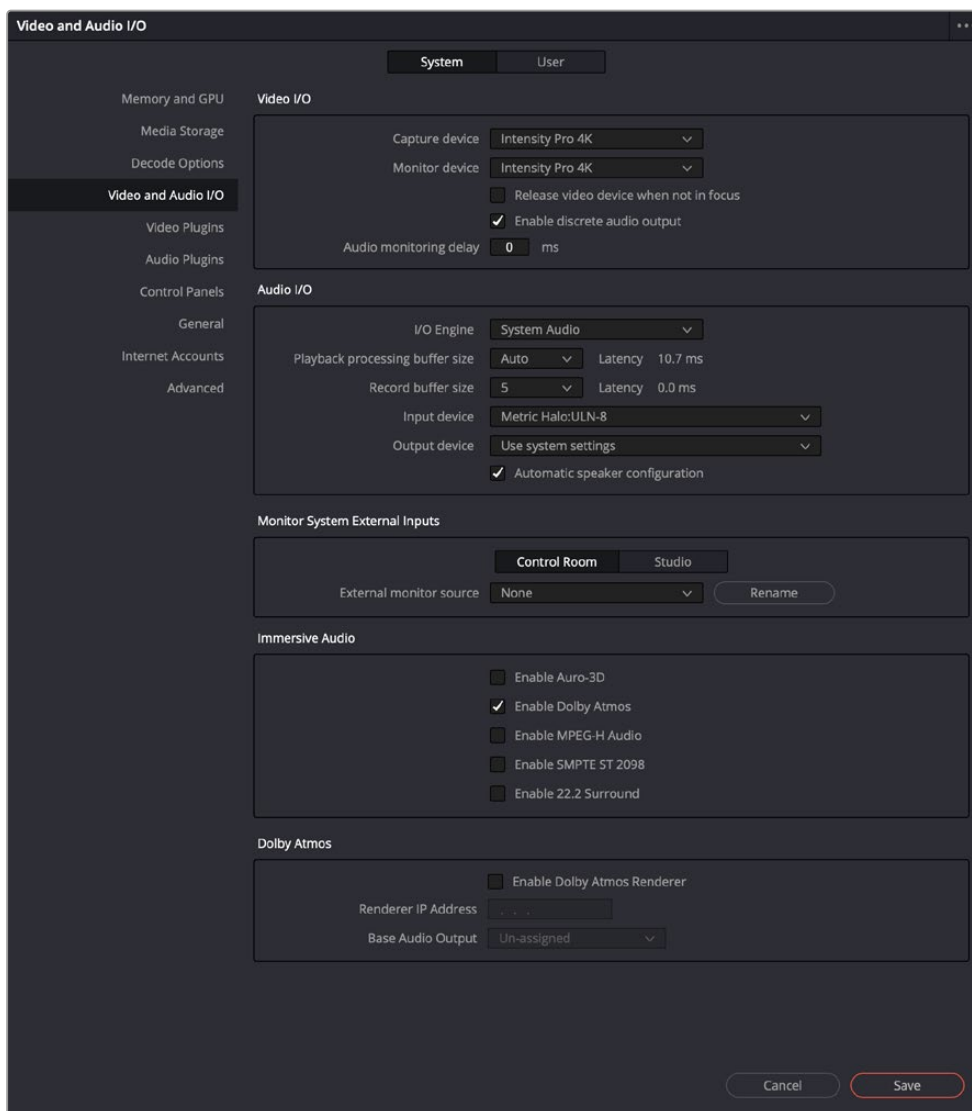 Video and Audio I/O
System User
Memory and GPU
Media Storage
Decode Options
Video and Audio I/O
Video Plugins
Audio Plugins
Control Panels
General
Internet Accounts
Advanced
Video I/O
Capture device Intensity Pro 4K
Monitor device Intensity Pro 4K
Release video device when not in focus
Enable discrete audio output
Audio monitoring delay 0 ms
Audio I/O
I/O Engine System Audio
Playback processing buffer size Auto Latency 10.7 ms
Record buffer size 5 Latency 0.0 ms
Input device Metric Halo:ULN-8
Output device Use system settings
Automatic speaker configuration
Monitor System External Inputs
Control Room Studio
External monitor source None Rename
Immersive Audio
Enable Auro-3D
Enable Dolby Atmos
Enable MPEG-H Audio
Enable SMPTE ST 2098
Enable 22.2 Surround
Dolby Atmos
Enable Dolby Atmos Renderer
Renderer IP Address . . .
Base Audio Output Un-assigned
Cancel Save